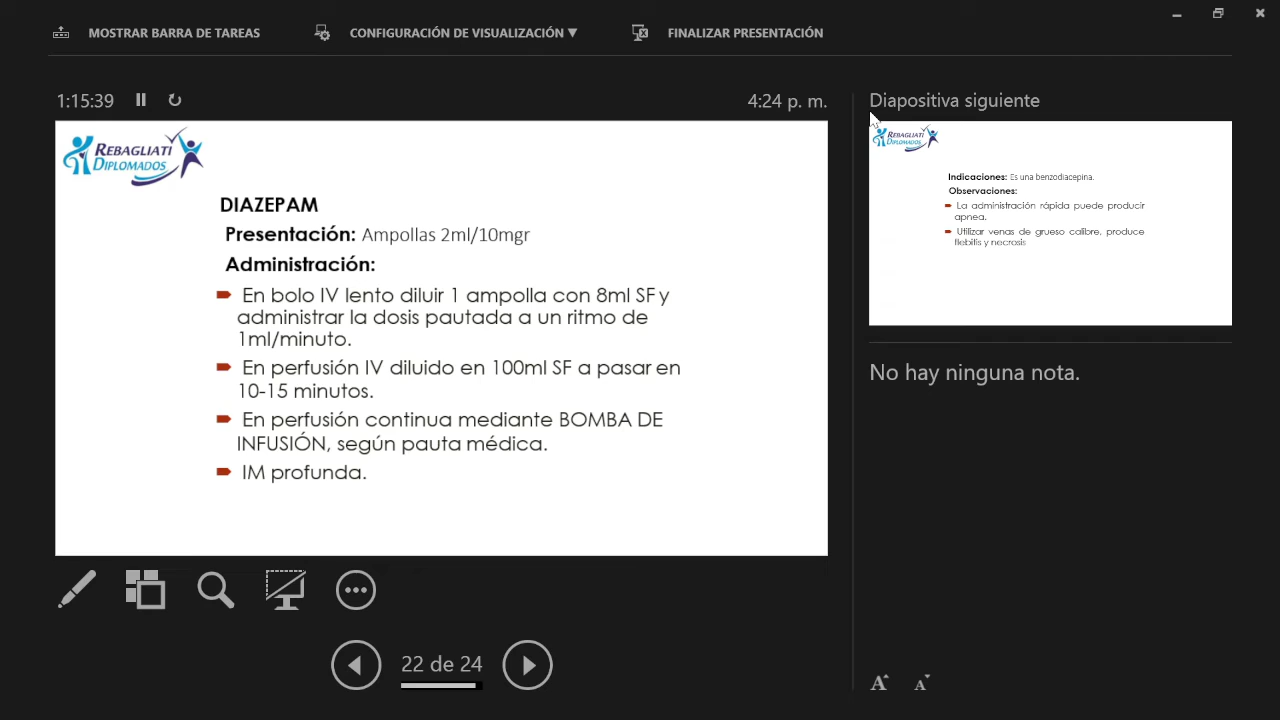 MOSTRAR BARRA DE TAREAS
CONFIGURACIÓN DE VISUALIZACIÓN ▼
FINALIZAR PRESENTACIÓN
1:15:39
4:24 p. m.
REBAGLIATI
DIPLOMADOS
DIAZEPAM
Presentación: Ampollas 2ml/10mgr
Administración:
En bolo IV lento diluir 1 ampolla con 8ml SF y
administrar la dosis pautada a un ritmo de
1ml/minuto.
En perfusión IV diluido en 100ml SF a pasar en
10-15 minutos.
En perfusión continua mediante BOMBA DE
INFUSIÓN, según pauta médica.
IM profunda.
22 de 24
Diapositiva siguiente
REBAGLIATI
DIPLOMADOS
Indicaciones: Es una benzodiacepina.
Observaciones:
La administración rápida puede producir
apnea.
Utilizar venas de grueso calibre, produce
flebitis y necrosis
No hay ninguna nota.
A A